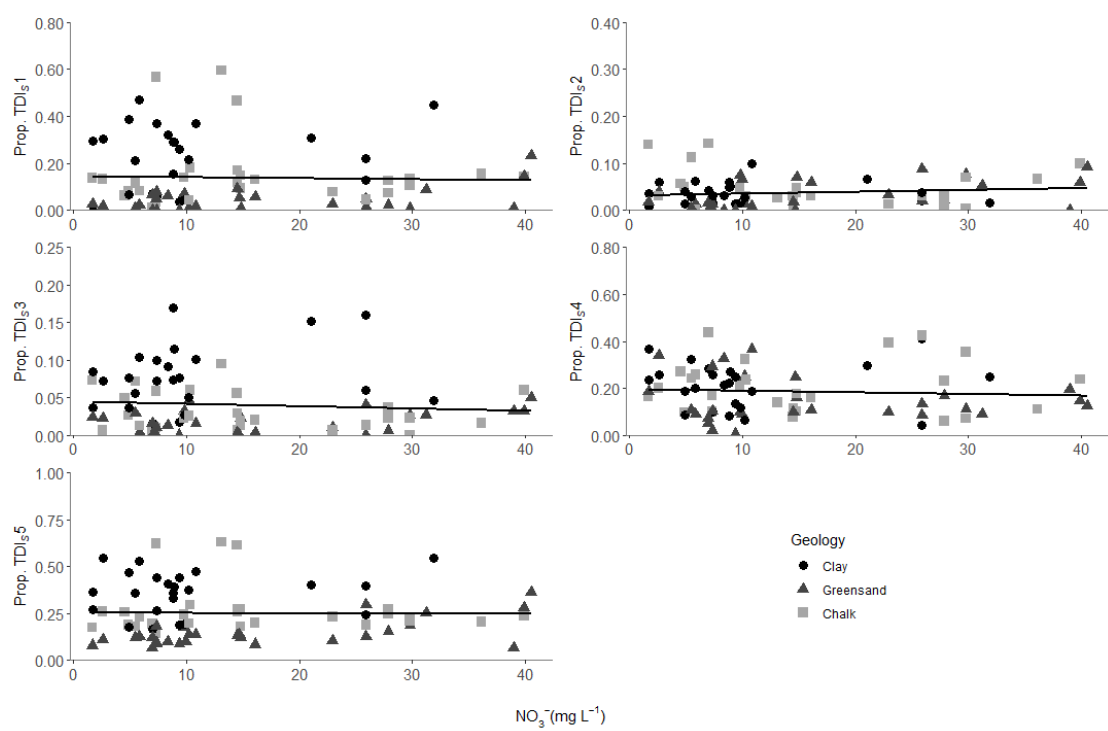 Prop. TDIₛ1
0.80
0.60
0.40
0.20
0.00
0 10 20 30 40
Prop. TDIₛ2
0.40
0.30
0.20
0.10
0.00
0 10 20 30 40
Prop. TDIₛ3
0.25
0.20
0.15
0.10
0.05
0.00
0 10 20 30 40
Prop. TDIₛ4
0.80
0.60
0.40
0.20
0.00
0 10 20 30 40
Prop. TDIₛ5
1.00
0.75
0.50
0.25
0.00
0 10 20 30 40
Geology
Clay
Greensand
Chalk
NO₃⁻(mg L⁻¹)